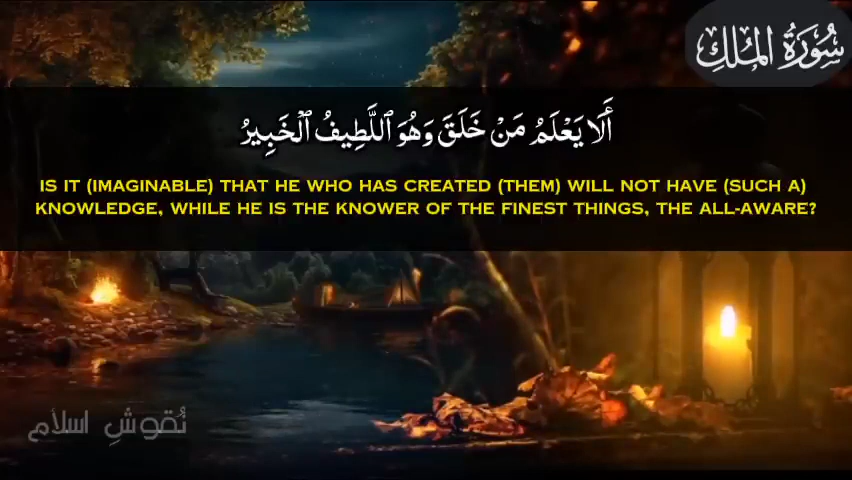 سُورَةُ المُلكِ
أَلَا يَعْلَمُ مَنْ خَلَقَ وَهُوَ ٱللَّطِيفُ ٱلْخَبِيرُ
IS IT (IMAGINABLE) THAT HE WHO HAS CREATED (THEM) WILL NOT HAVE (SUCH A)
KNOWLEDGE, WHILE HE IS THE KNOWER OF THE FINEST THINGS, THE ALL-AWARE?
نُقوشِ اسلام